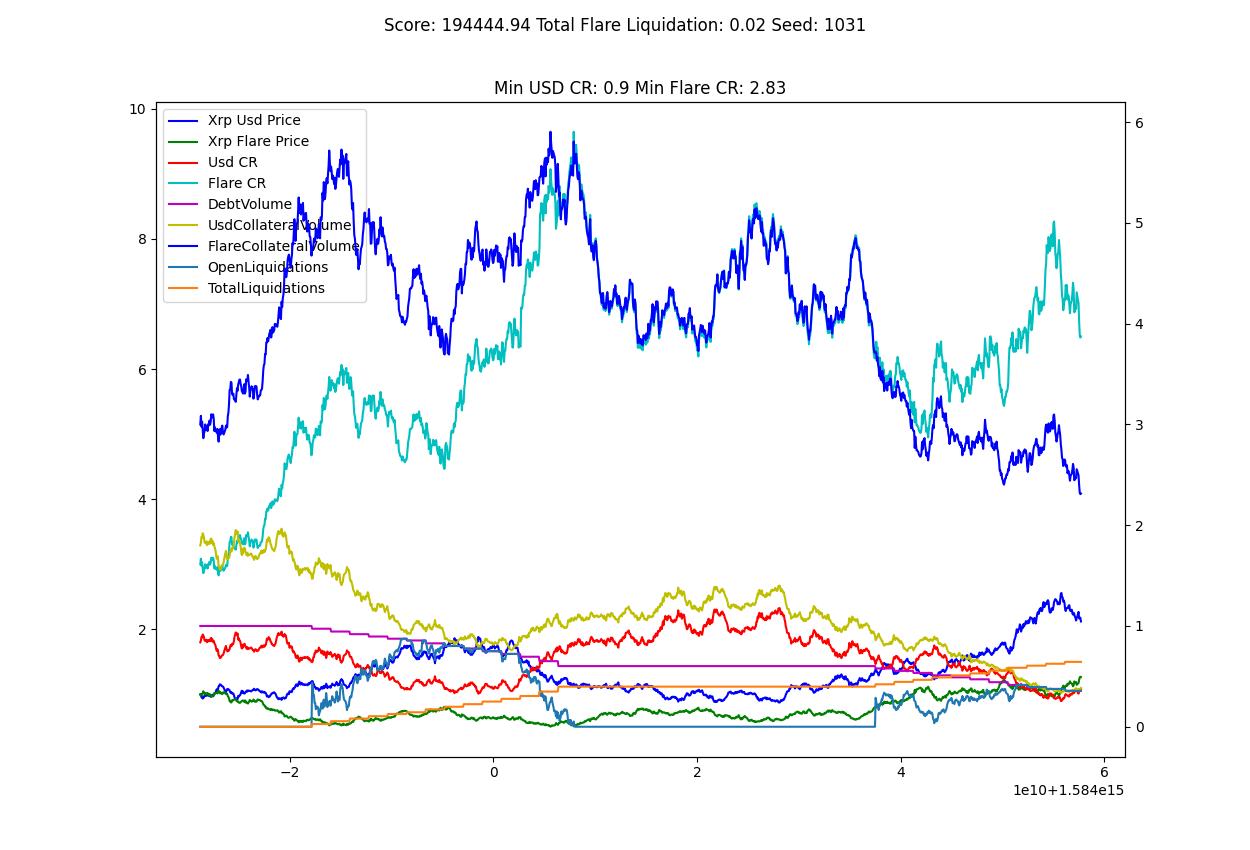 Score: 194444.94 Total Flare Liquidation: 0.02 Seed: 1031
Min USD CR: 0.9 Min Flare CR: 2.83
Xrp Usd Price
Xrp Flare Price
Usd CR
Flare CR
DebtVolume
UsdCollateralVolume
FlareCollateralVolume
OpenLiquidations
TotalLiquidations
10
8
6
4
2
6
5
4
3
2
1
0
−2
0
2
4
6
1e10+1.584e15